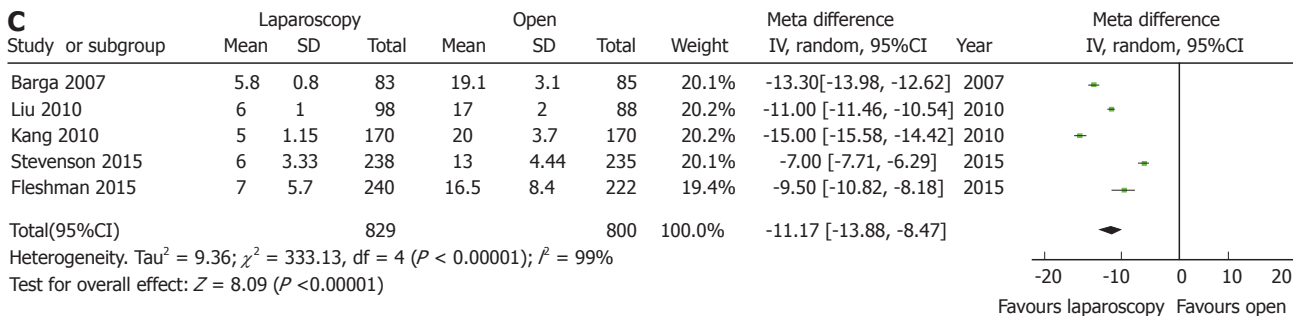 C Laparoscopy Open Meta difference Meta difference
Study or subgroup Mean SD Total Mean SD Total Weight IV, random, 95%CI Year IV, random, 95%CI
Barga 2007 5.8 0.8 83 19.1 3.1 85 20.1% -13.30[-13.98, -12.62] 2007
Liu 2010 6 1 98 17 2 88 20.2% -11.00 [-11.46, -10.54] 2010
Kang 2010 5 1.15 170 20 3.7 170 20.2% -15.00 [-15.58, -14.42] 2010
Stevenson 2015 6 3.33 238 13 4.44 235 20.1% -7.00 [-7.71, -6.29] 2015
Fleshman 2015 7 5.7 240 16.5 8.4 222 19.4% -9.50 [-10.82, -8.18] 2015
Total(95%CI) 829 800 100.0% -11.17 [-13.88, -8.47]
Heterogeneity. Tau² = 9.36; χ² = 333.13, df = 4 (P < 0.00001); I² = 99%
Test for overall effect: Z = 8.09 (P <0.00001)
-20 -10 0 10 20
Favours laparoscopy Favours open